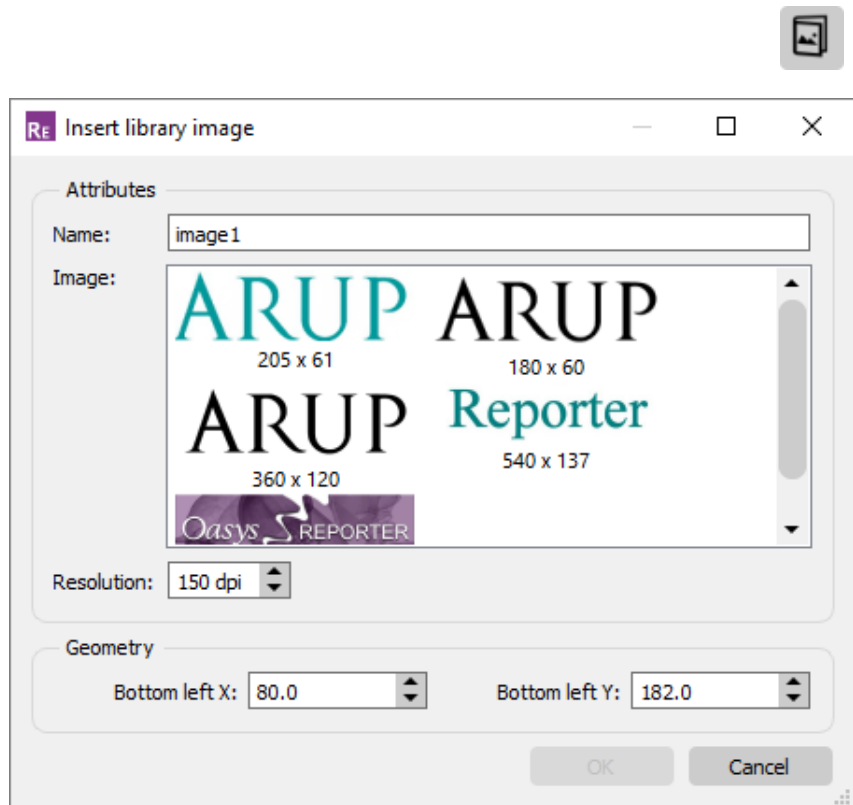 RE Insert library image
Attributes
Name: image1
Image:
ARUP ARUP
205 x 61 180 x 60
ARUP Reporter
360 x 120 540 x 137
Oasys REPORTER
Resolution: 150 dpi
Geometry
Bottom left X: 80.0 Bottom left Y: 182.0
OK Cancel